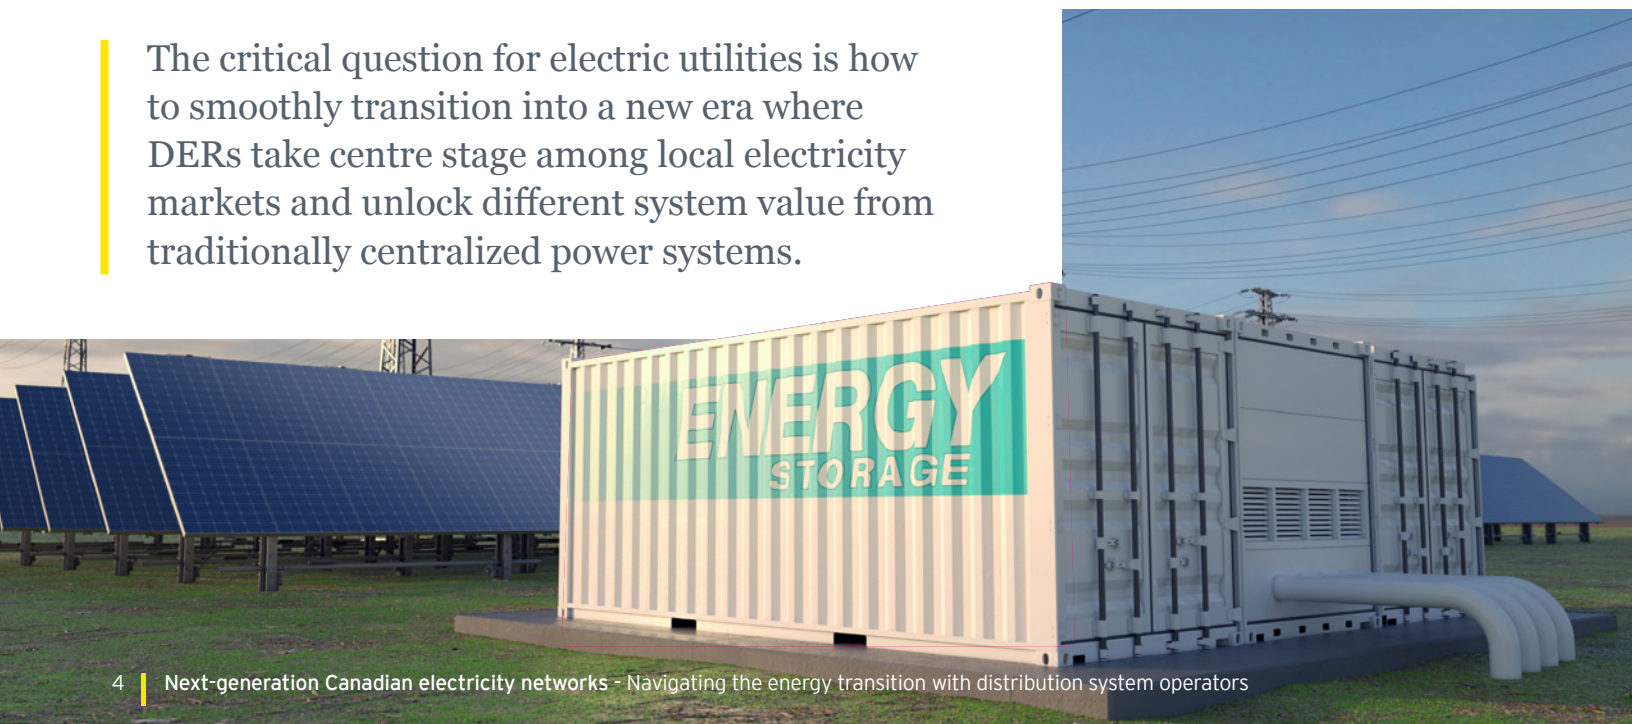 The critical question for electric utilities is how
to smoothly transition into a new era where
DERs take centre stage among local electricity
markets and unlock different system value from
traditionally centralized power systems.
ENERGY
STORAGE
4 Next-generation Canadian electricity networks - Navigating the energy transition with distribution system operators